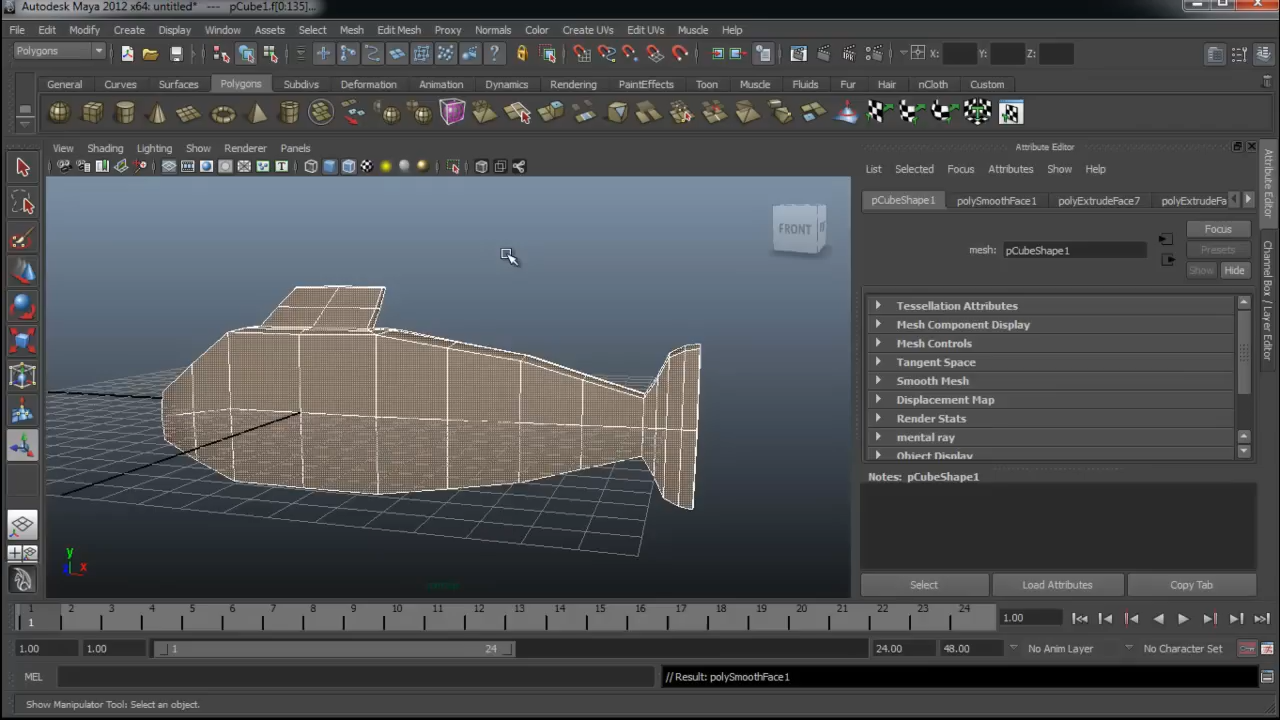 Autodesk Maya 2012 x64: untitled* --- pCube1.f[0:135]...
File Edit Modify Create Display Window Assets Select Mesh Edit Mesh Proxy Normals Color Create UVs Edit UVs Muscle Help
Polygons X: Y: Z:
General Curves Surfaces Polygons Subdivs Deformation Animation Dynamics Rendering PaintEffects Toon Muscle Fluids Fur Hair nCloth Custom
View Shading Lighting Show Renderer Panels
Attribute Editor
List Selected Focus Attributes Show Help
pCubeShape1 polySmoothFace1 polyExtrudeFace7 polyExtrudeFa
Focus
mesh: pCubeShape1 Presets
Show Hide
Tessellation Attributes
Mesh Component Display
Mesh Controls
Tangent Space
Smooth Mesh
Displacement Map
Render Stats
mental ray
Object Display
Notes: pCubeShape1
Select Load Attributes Copy Tab
Attribute Editor
Channel Box / Layer Editor
FRONT
y
x
1 2 3 4 5 6 7 8 9 10 11 12 13 14 15 16 17 18 19 20 21 22 23 24
1 1.00
1.00 1.00 1 24 24.00 48.00 No Anim Layer No Character Set
MEL // Result: polySmoothFace1
Show Manipulator Tool: Select an object.